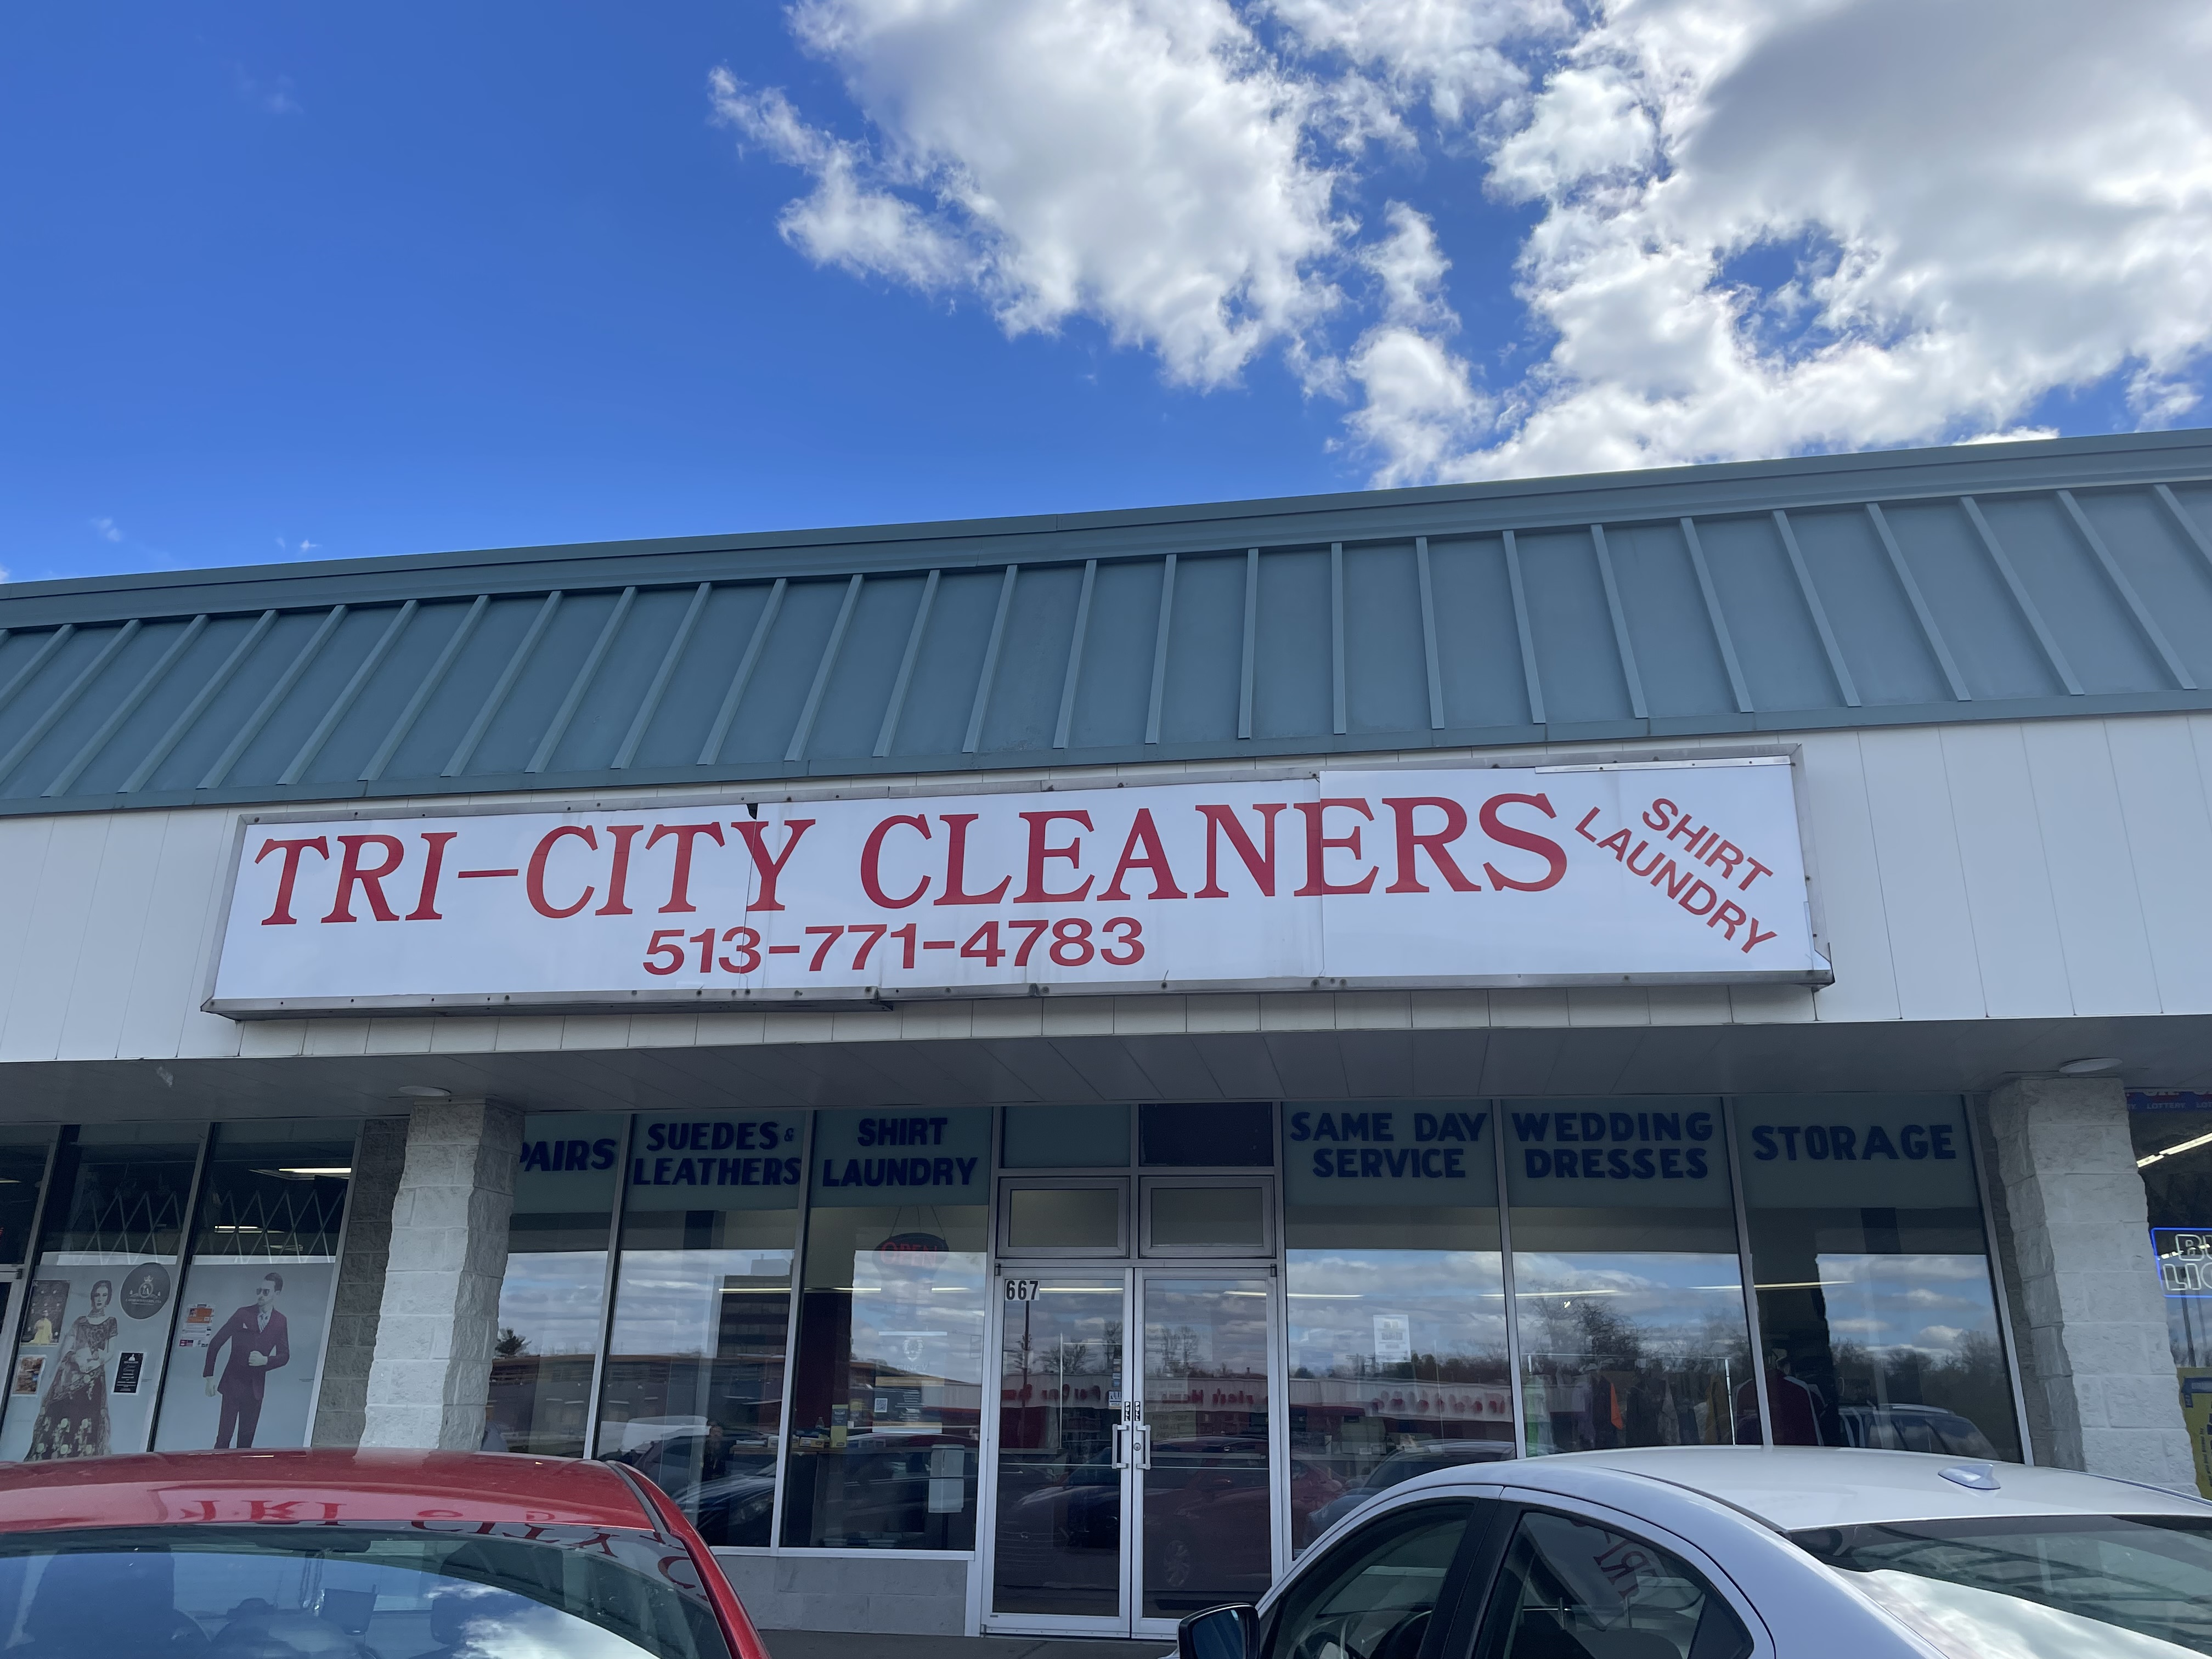 TRI-CITY CLEANERS
513-771-4783
SHIRT
LAUNDRY
PAIRS
SUEDES &
LEATHERS
SHIRT
LAUNDRY
SAME DAY
SERVICE
WEDDING
DRESSES
STORAGE
OPEN
667